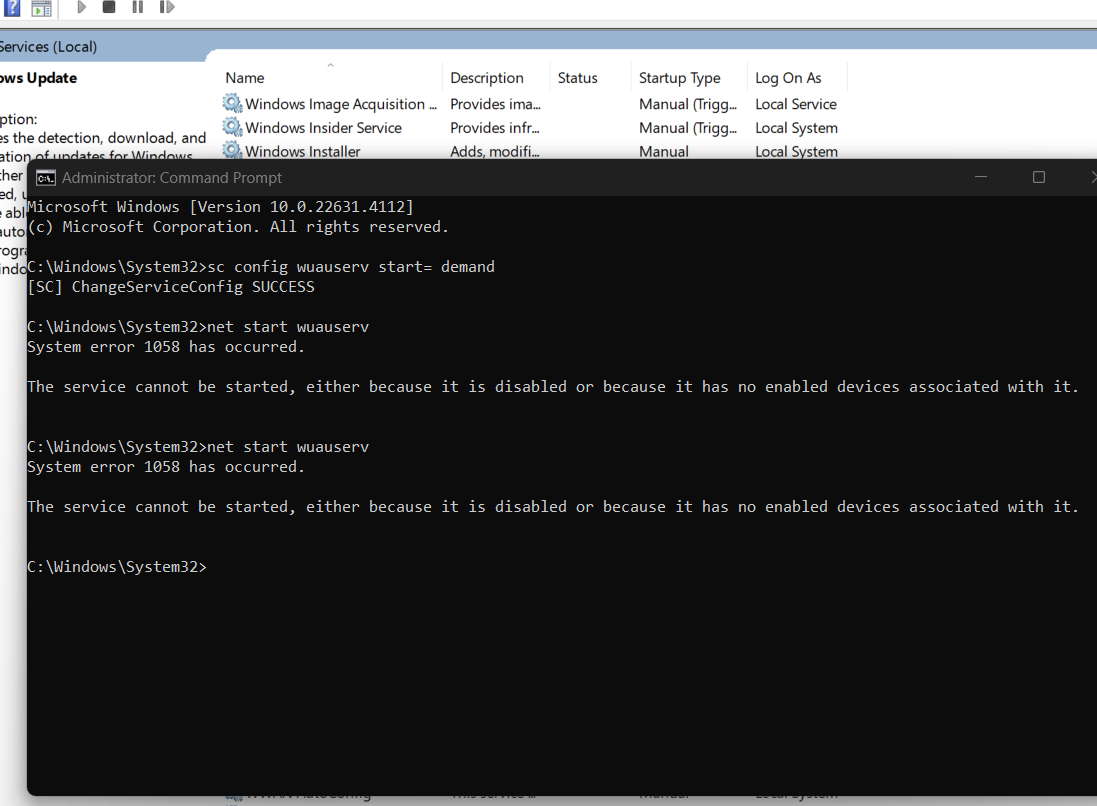 Services (Local)
ows Update
Name Description Status Startup Type Log On As
Windows Image Acquisition ... Provides ima... Manual (Trigg... Local Service
ption:
Windows Insider Service Provides infr... Manual (Trigg... Local System
es the detection, download, and
Windows Installer Adds, modifi... Manual Local System
ation of updates for Windows
ther
ed, u
e abl
auto
rogra
indo
Administrator: Command Prompt
Microsoft Windows [Version 10.0.22631.4112]
(c) Microsoft Corporation. All rights reserved.
C:\Windows\System32>sc config wuauserv start= demand
[SC] ChangeServiceConfig SUCCESS
C:\Windows\System32>net start wuauserv
System error 1058 has occurred.
The service cannot be started, either because it is disabled or because it has no enabled devices associated with it.
C:\Windows\System32>net start wuauserv
System error 1058 has occurred.
The service cannot be started, either because it is disabled or because it has no enabled devices associated with it.
C:\Windows\System32>
WWAN AutoConfig This service ... Manual Local System